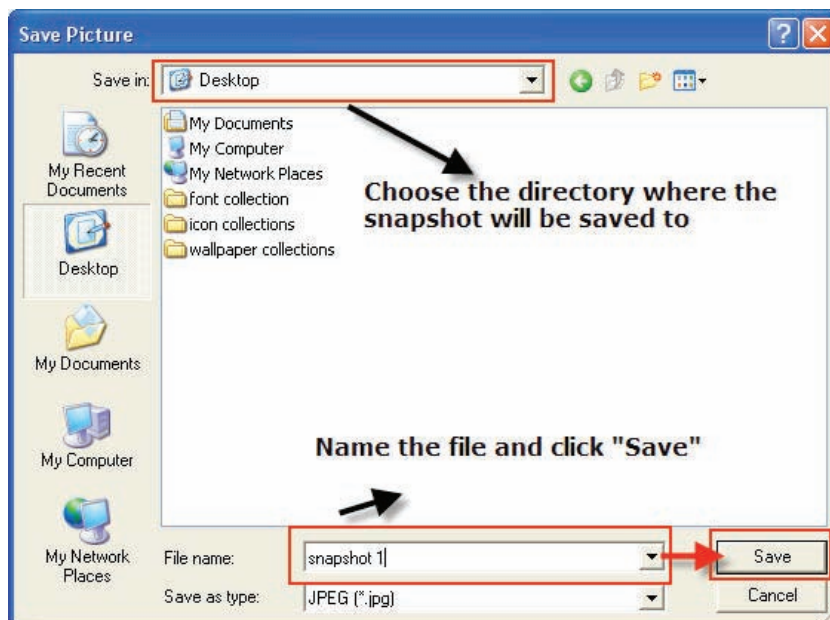 Save Picture
Save in:
Desktop
My Recent
Documents
Desktop
My Documents
My Computer
My Network
Places
My Documents
My Computer
My Network Places
font collection
icon collections
wallpaper collections
Choose the directory where the
snapshot will be saved to
Name the file and click "Save"
File name:
snapshot 1
Save
Save as type:
JPEG (*.jpg)
Cancel